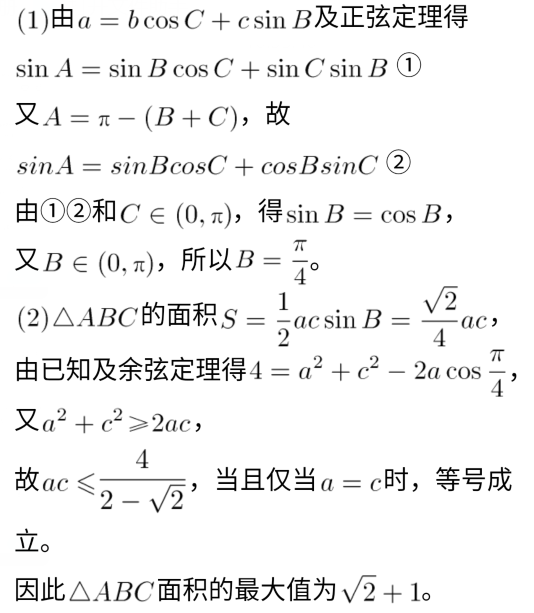 (1)由a = b cos C + c sin B及正弦定理得
sin A = sin B cos C + sin C sin B ①
又A = π − (B + C)，故
sinA = sinBcosC + cosBsinC ②
由①②和C ∈ (0, π)，得sin B = cos B，
又B ∈ (0, π)，所以B = π/4。
(2)△ABC的面积S = 1/2 ac sin B = √2/4 ac，
由已知及余弦定理得4 = a² + c² − 2a cos π/4，
又a² + c² ⩾ 2ac，
故ac ⩽ 4/(2 − √2)，当且仅当a = c时，等号成
立。
因此△ABC面积的最大值为√2 + 1。